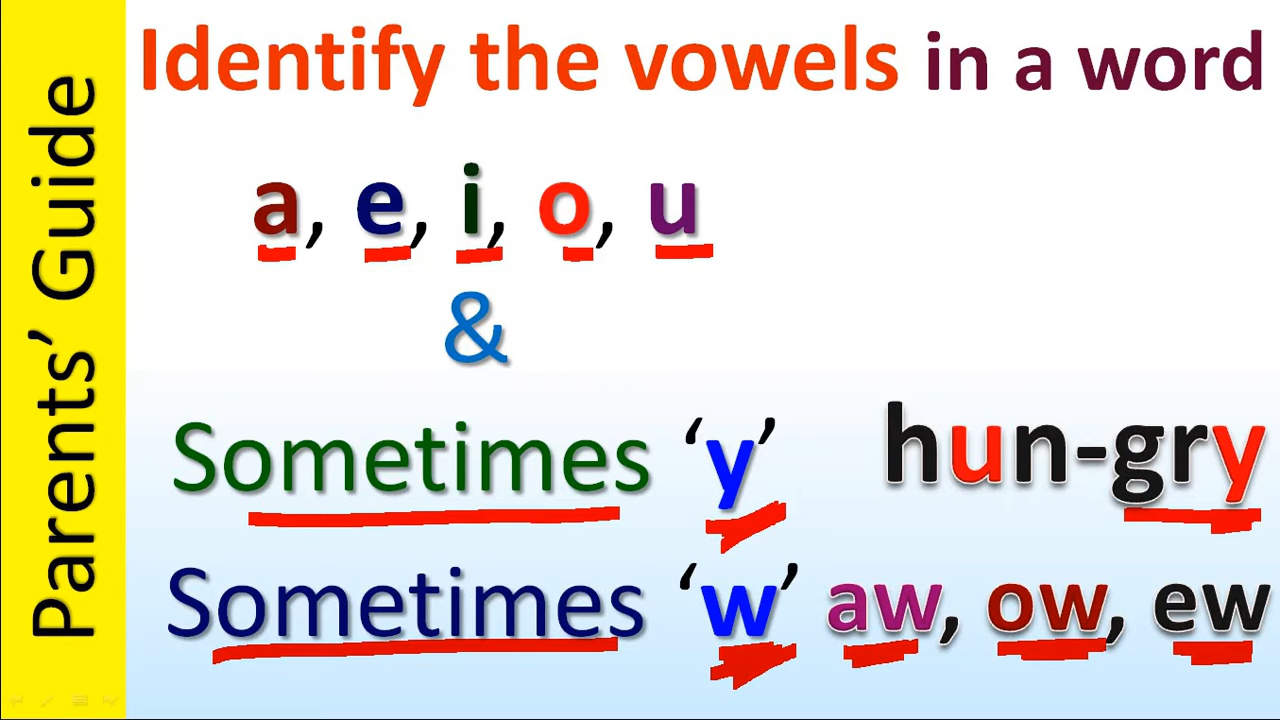 Parents’ Guide
Identify the vowels in a word
a, e, i, o, u
&
Sometimes ‘y’ hun-gry
Sometimes ‘w’ aw, ow, ew